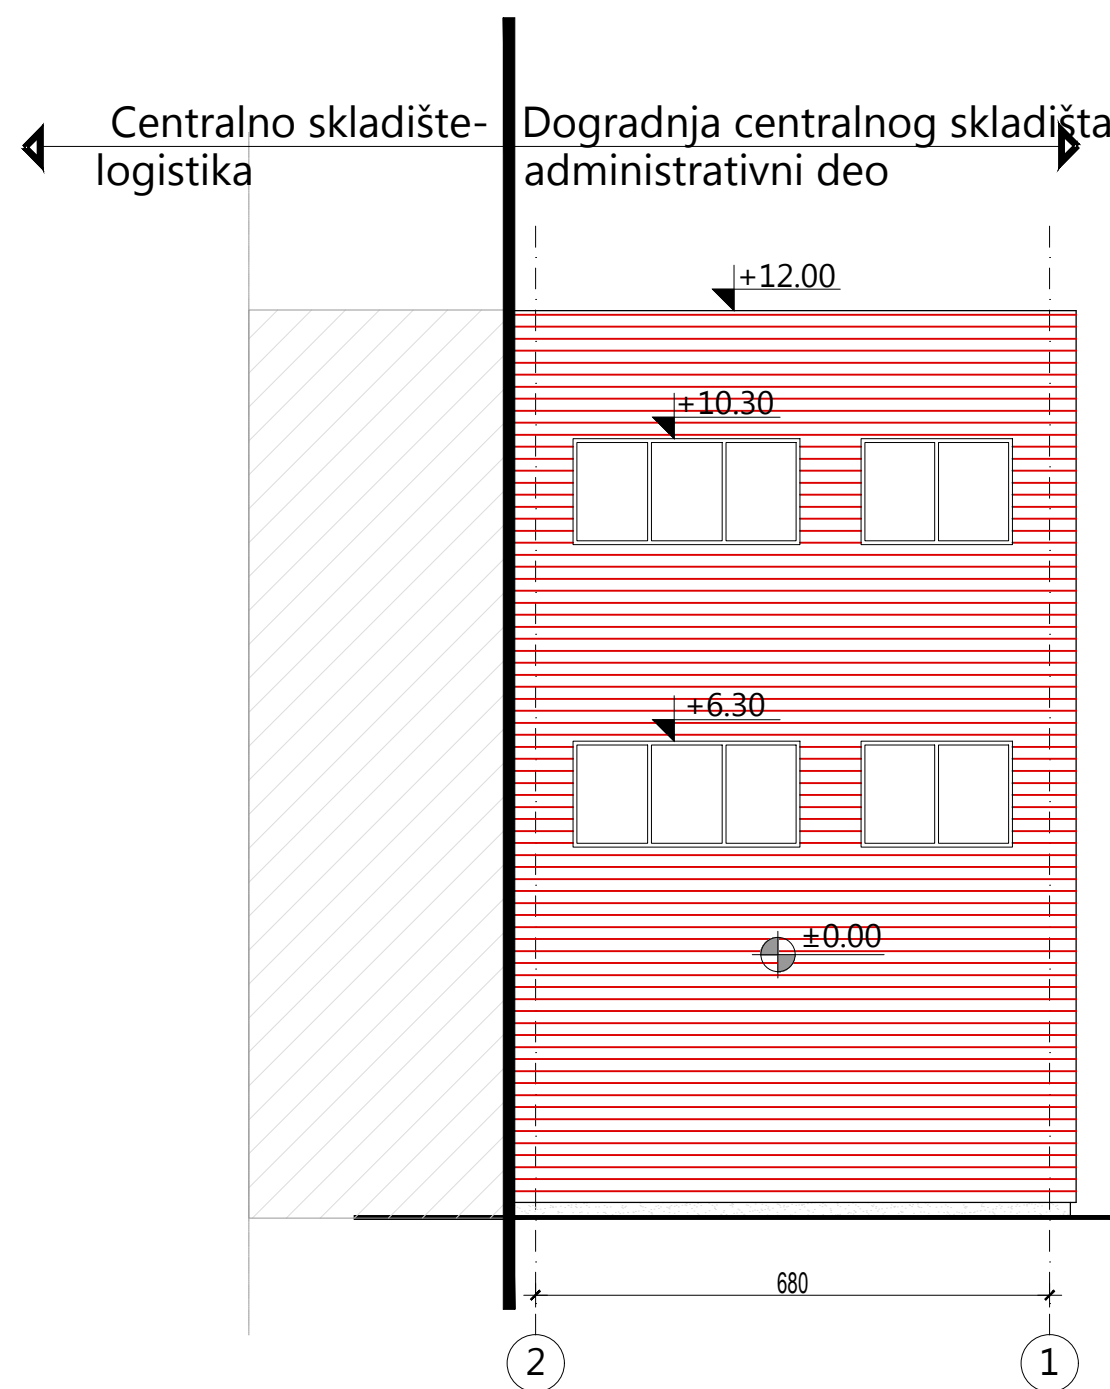 Centralno skladište-
logistika
Dogradnja centralnog skladišta
administrativni deo
+12.00
+10.30
+6.30
±0.00
680
2
1